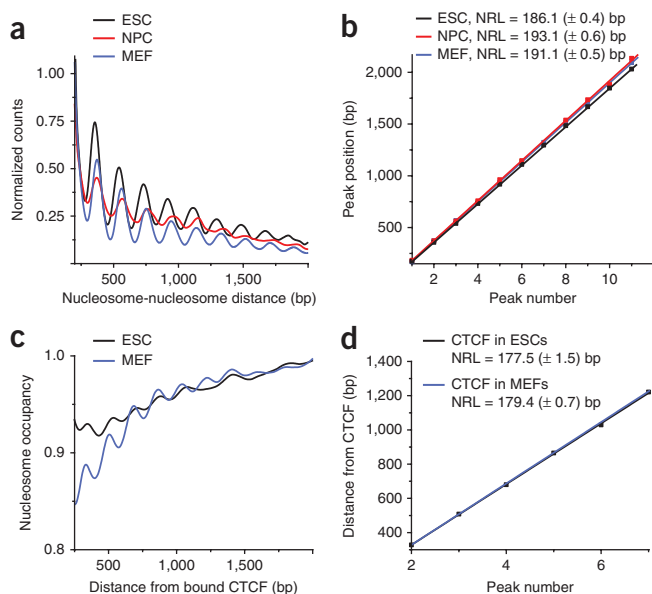 a
ESC
NPC
MEF
1.00
0.75
0.50
0.25
Normalized counts
500
1,000
1,500
Nucleosome-nucleosome distance (bp)
b
ESC, NRL = 186.1 (± 0.4) bp
NPC, NRL = 193.1 (± 0.6) bp
MEF, NRL = 191.1 (± 0.5) bp
2,000
1,500
1,000
500
Peak position (bp)
2
4
6
8
10
Peak number
c
ESC
MEF
1.0
0.9
0.8
Nucleosome occupancy
500
1,000
1,500
Distance from bound CTCF (bp)
d
CTCF in ESCs
NRL = 177.5 (± 1.5) bp
CTCF in MEFs
NRL = 179.4 (± 0.7) bp
1,200
1,000
800
600
400
Distance from CTCF (bp)
2
4
6
Peak number